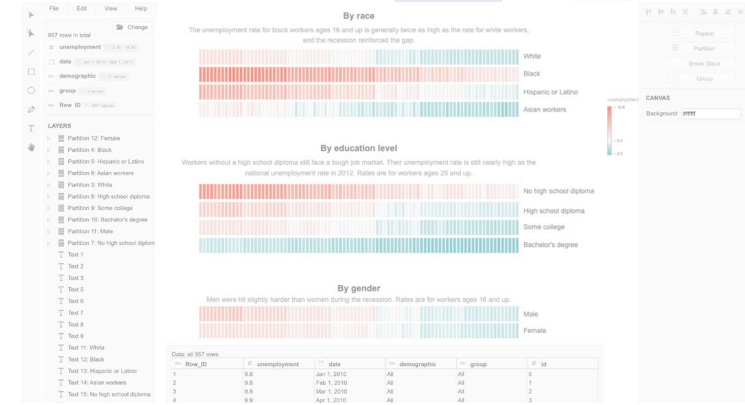 File Edit View Help
Change
957 rows in total
# unemployment
date Jan 1, 2010 - Mar 1, 2017
demographic
group
Row_ID
LAYERS
Partition 12: Female
Partition 4: Black
Partition 5: Hispanic or Latino
Partition 6: Asian workers
Partition 3: White
Partition 8: High school diploma
Partition 9: Some college
Partition 10: Bachelor's degree
Partition 11: Male
Partition 7: No high school diplom
T Text 1
T Text 2
T Text 3
T Text 5
T Text 6
T Text 7
T Text 8
T Text 9
T Text 11: White
T Text 12: Black
T Text 13: Hispanic or Latino
T Text 14: Asian workers
T Text 15: No high school diploma
By race
The unemployment rate for black workers ages 16 and up is generally twice as high as the rate for white workers,
and the recession reinforced the gap.
White
Black
Hispanic or Latino
Asian workers
unemployment
By education level
Workers without a high school diploma still face a tough job market. Their unemployment rate is still nearly high as the
national unemployment rate in 2012. Rates are for workers ages 25 and up.
No high school diploma
High school diploma
Some college
Bachelor's degree
By gender
Men were hit slightly harder than women during the recession. Rates are for workers ages 16 and up.
Male
Female
Data: all 957 rows
Row_ID # unemployment date demographic group # id
1 9.8 Jan 1, 2010 All All 0
2 9.8 Feb 1, 2010 All All 1
3 9.9 Mar 1, 2010 All All 2
4 9.9 Apr 1, 2010 All All 3
Repeat
Partition
Break Stack
Group
CANVAS
Background #ffffff